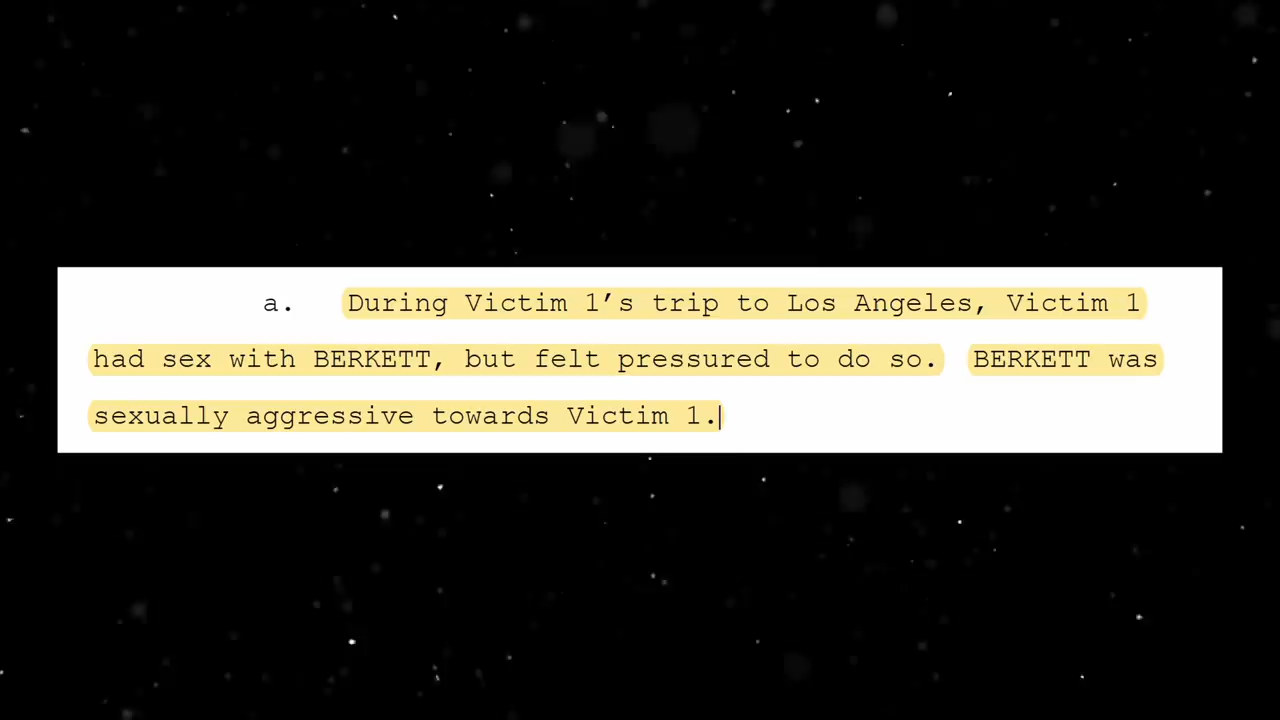 a. During Victim 1’s trip to Los Angeles, Victim 1
had sex with BERKETT, but felt pressured to do so. BERKETT was
sexually aggressive towards Victim 1.